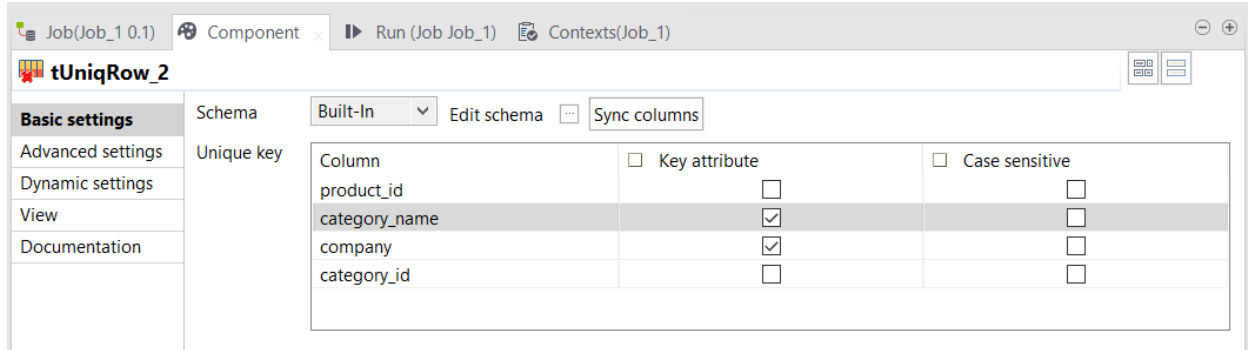 Job(Job_1 0.1) Component Run (Job Job_1) Contexts(Job_1)
tUniqRow_2
Basic settings
Advanced settings
Dynamic settings
View
Documentation
Schema Built-In Edit schema ... Sync columns
Unique key
Column Key attribute Case sensitive
product_id
category_name
company
category_id